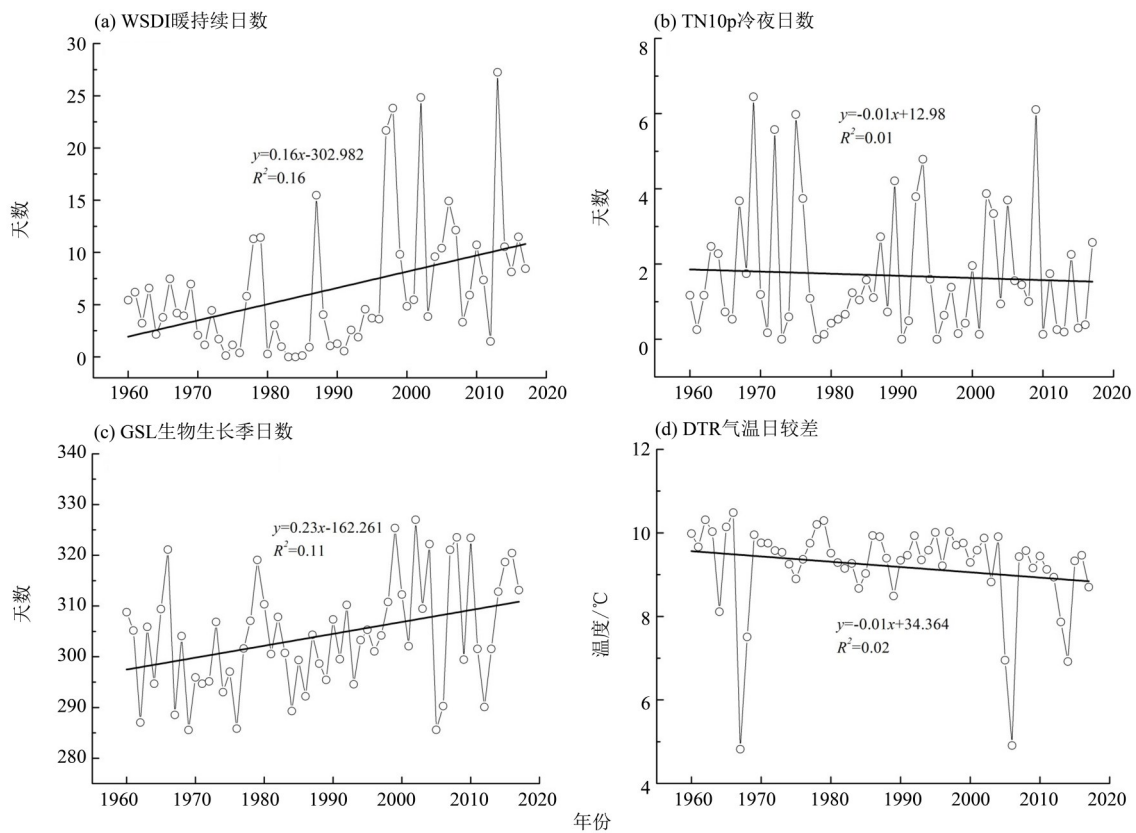 (a) WSDI暖持续日数
30
25
20
15
10
5
0
天数
y=0.16x-302.982
R²=0.16
1960 1970 1980 1990 2000 2010 2020
(b) TN10p冷夜日数
8
6
4
2
0
天数
y=-0.01x+12.98
R²=0.01
1960 1970 1980 1990 2000 2010 2020
(c) GSL生物生长季日数
340
330
320
310
300
290
280
天数
y=0.23x-162.261
R²=0.11
1960 1970 1980 1990 2000 2010 2020
(d) DTR气温日较差
12
10
8
6
4
温度/℃
y=-0.01x+34.364
R²=0.02
1960 1970 1980 1990 2000 2010 2020
年份